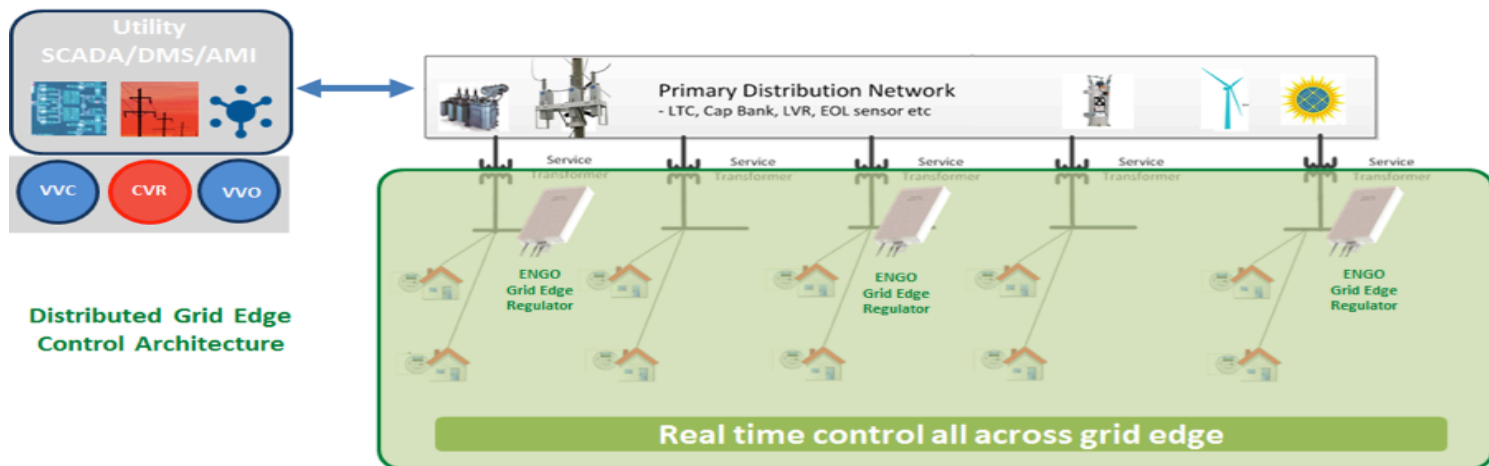 Utility
SCADA/DMS/AMI
VVC
CVR
VVO
Primary Distribution Network
- LTC, Cap Bank, LVR, EOL sensor etc
Service
Transformer
Service
Transformer
Service
Transformer
Service
Transformer
Service
Transformer
ENGO
Grid Edge
Regulator
ENGO
Grid Edge
Regulator
ENGO
Grid Edge
Regulator
Distributed Grid Edge
Control Architecture
Real time control all across grid edge